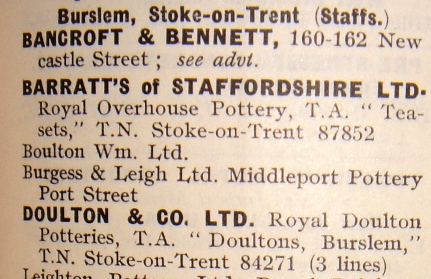 Burslem, Stoke-on-Trent (Staffs.)
BANCROFT & BENNETT, 160-162 New
castle Street ; see advt.
BARRATT'S of STAFFORDSHIRE LTD.
Royal Overhouse Pottery, T.A. " Tea-
sets," T.N. Stoke-on-Trent 87852
Boulton Wm. Ltd.
Burgess & Leigh Ltd. Middleport Pottery
Port Street
DOULTON & CO. LTD. Royal Doulton
Potteries, T.A. " Doultons, Burslem,"
T.N. Stoke-on-Trent 84271 (3 lines)
Leighton